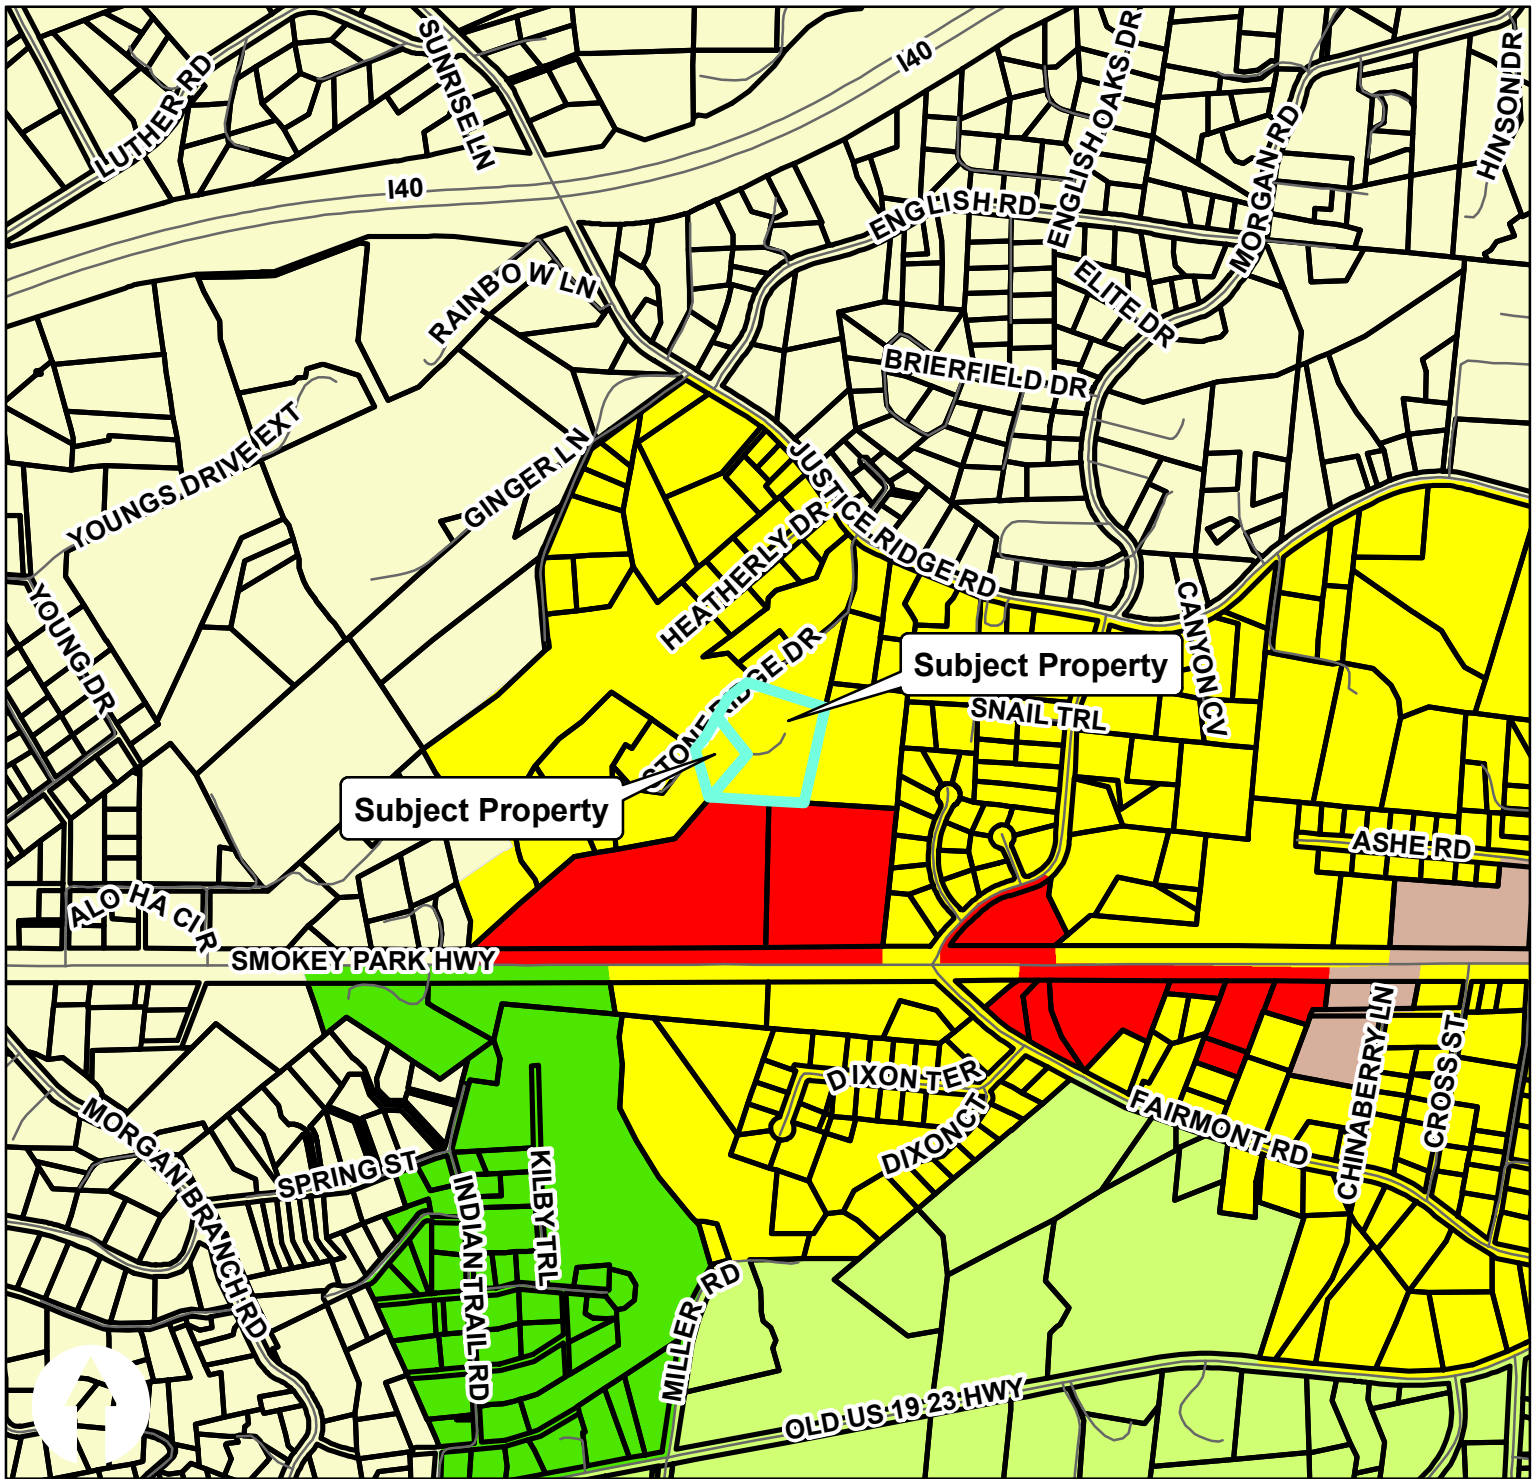 LUTHER RD
SUNRISE LN
I40
ENGLISH OAKS DR
HINSON DR
I40
ENGLISH RD
MORGAN RD
RAINBOW LN
ELITE DR
BRIERFIELD DR
YOUNGS DRIVE EXT
GINGER LN
JUSTICE RIDGE RD
HEATHERLY DR
YOUNG DR
CANYON CV
STONE RIDGE DR
Subject Property
SNAIL TRL
Subject Property
ASHE RD
ALOHA CIR
SMOKEY PARK HWY
CHINABERRY LN
CROSS ST
DIXON TER
DIXON CT
FAIRMONT RD
MORGAN BRANCH RD
SPRING ST
KILBY TRL
INDIAN TRAIL RD
MILLER RD
OLD US 19 23 HWY